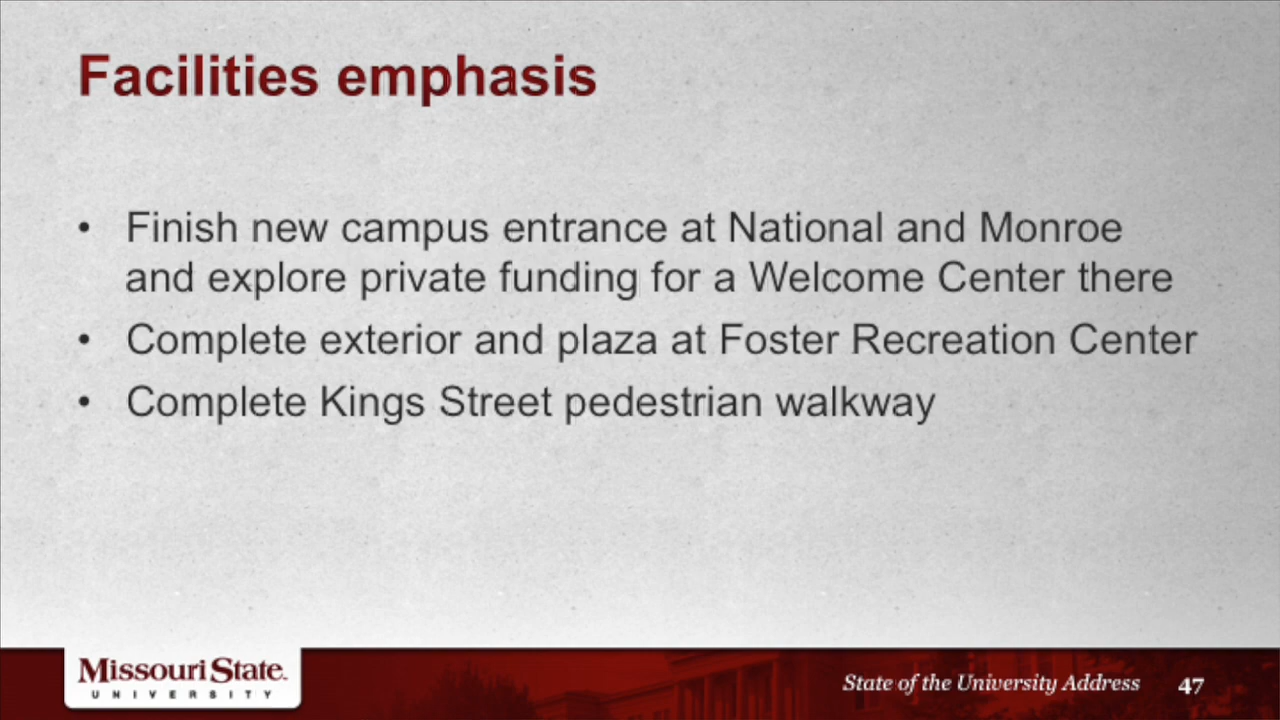 Facilities emphasis
• Finish new campus entrance at National and Monroe
and explore private funding for a Welcome Center there
• Complete exterior and plaza at Foster Recreation Center
• Complete Kings Street pedestrian walkway
Missouri State.
UNIVERSITY
State of the University Address 47